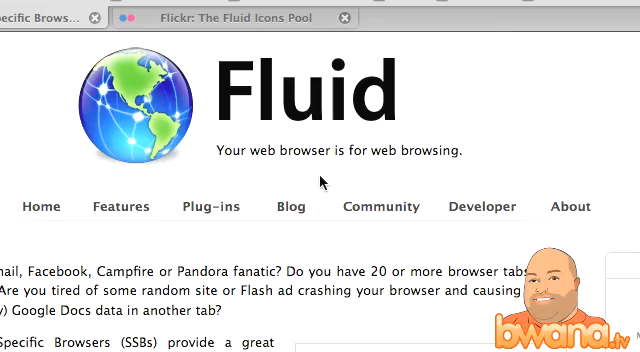 pecific Brows... Flickr: The Fluid Icons Pool
Fluid
Your web browser is for web browsing.
Home Features Plug-ins Blog Community Developer About
mail, Facebook, Campfire or Pandora fanatic? Do you have 20 or more browser tabs
Are you tired of some random site or Flash ad crashing your browser and causing
y) Google Docs data in another tab?
Specific Browsers (SSBs) provide a great
bwana.tv